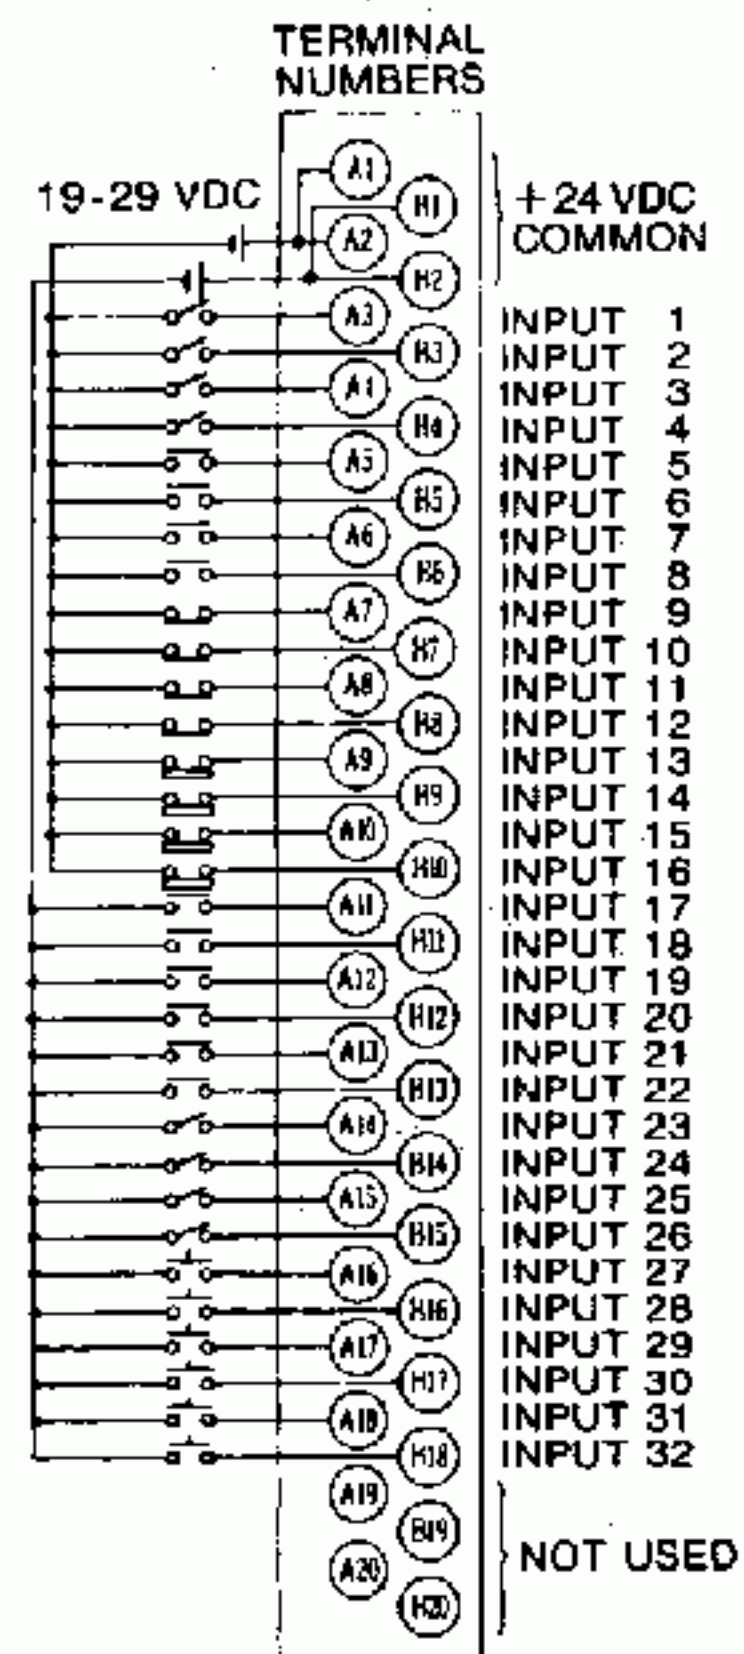 TERMINAL
NUMBERS
A1
19-29 VDC B1 +24 VDC
A2 COMMON
B2
A3 INPUT 1
B3 INPUT 2
A4 INPUT 3
B4 INPUT 4
A5 INPUT 5
B5 INPUT 6
A6 INPUT 7
B6 INPUT 8
A7 INPUT 9
B7 INPUT 10
A8 INPUT 11
B8 INPUT 12
A9 INPUT 13
B9 INPUT 14
A10 INPUT 15
B10 INPUT 16
A11 INPUT 17
B11 INPUT 18
A12 INPUT 19
B12 INPUT 20
A13 INPUT 21
B13 INPUT 22
A14 INPUT 23
B14 INPUT 24
A15 INPUT 25
B15 INPUT 26
A16 INPUT 27
B16 INPUT 28
A17 INPUT 29
B17 INPUT 30
A18 INPUT 31
B18 INPUT 32
A19
B19
A20 NOT USED
B20